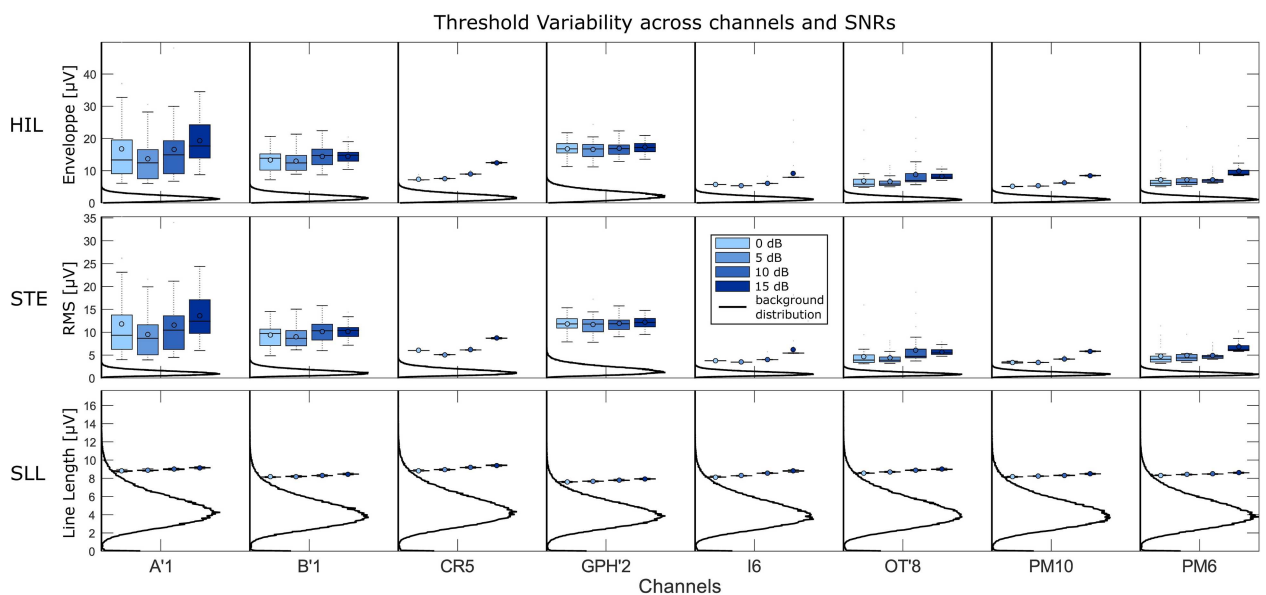 Threshold Variability across channels and SNRs
HIL
Enveloppe [µV]
40
30
20
10
0
STE
RMS [µV]
35
30
25
20
15
10
5
0
0 dB
5 dB
10 dB
15 dB
background
distribution
SLL
Line Length [µV]
16
14
12
10
8
6
4
2
0
A'1 B'1 CR5 GPH'2 I6 OT'8 PM10 PM6
Channels